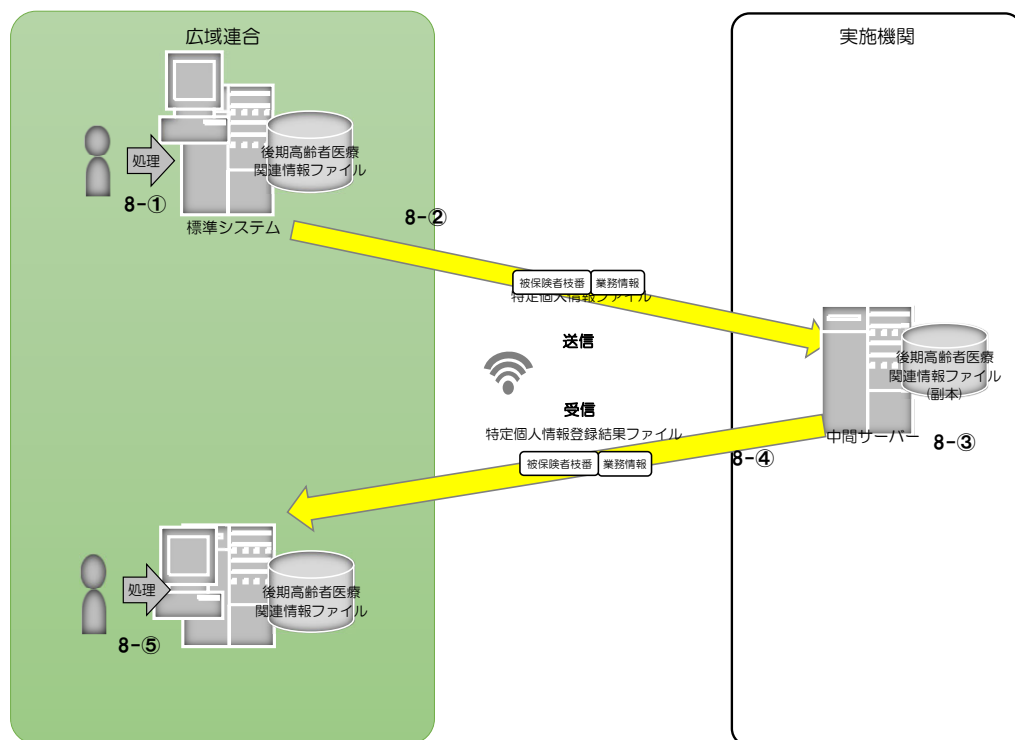 広域連合
実施機関
後期高齢者医療
関連情報ファイル
処理
8-①
標準システム
8-②
被保険者枝番 業務情報
特定個人情報ファイル
送信
後期高齢者医療
関連情報ファイル
(副本)
受信
特定個人情報登録結果ファイル
中間サーバー
8-③
8-④
被保険者枝番 業務情報
後期高齢者医療
関連情報ファイル
処理
8-⑤